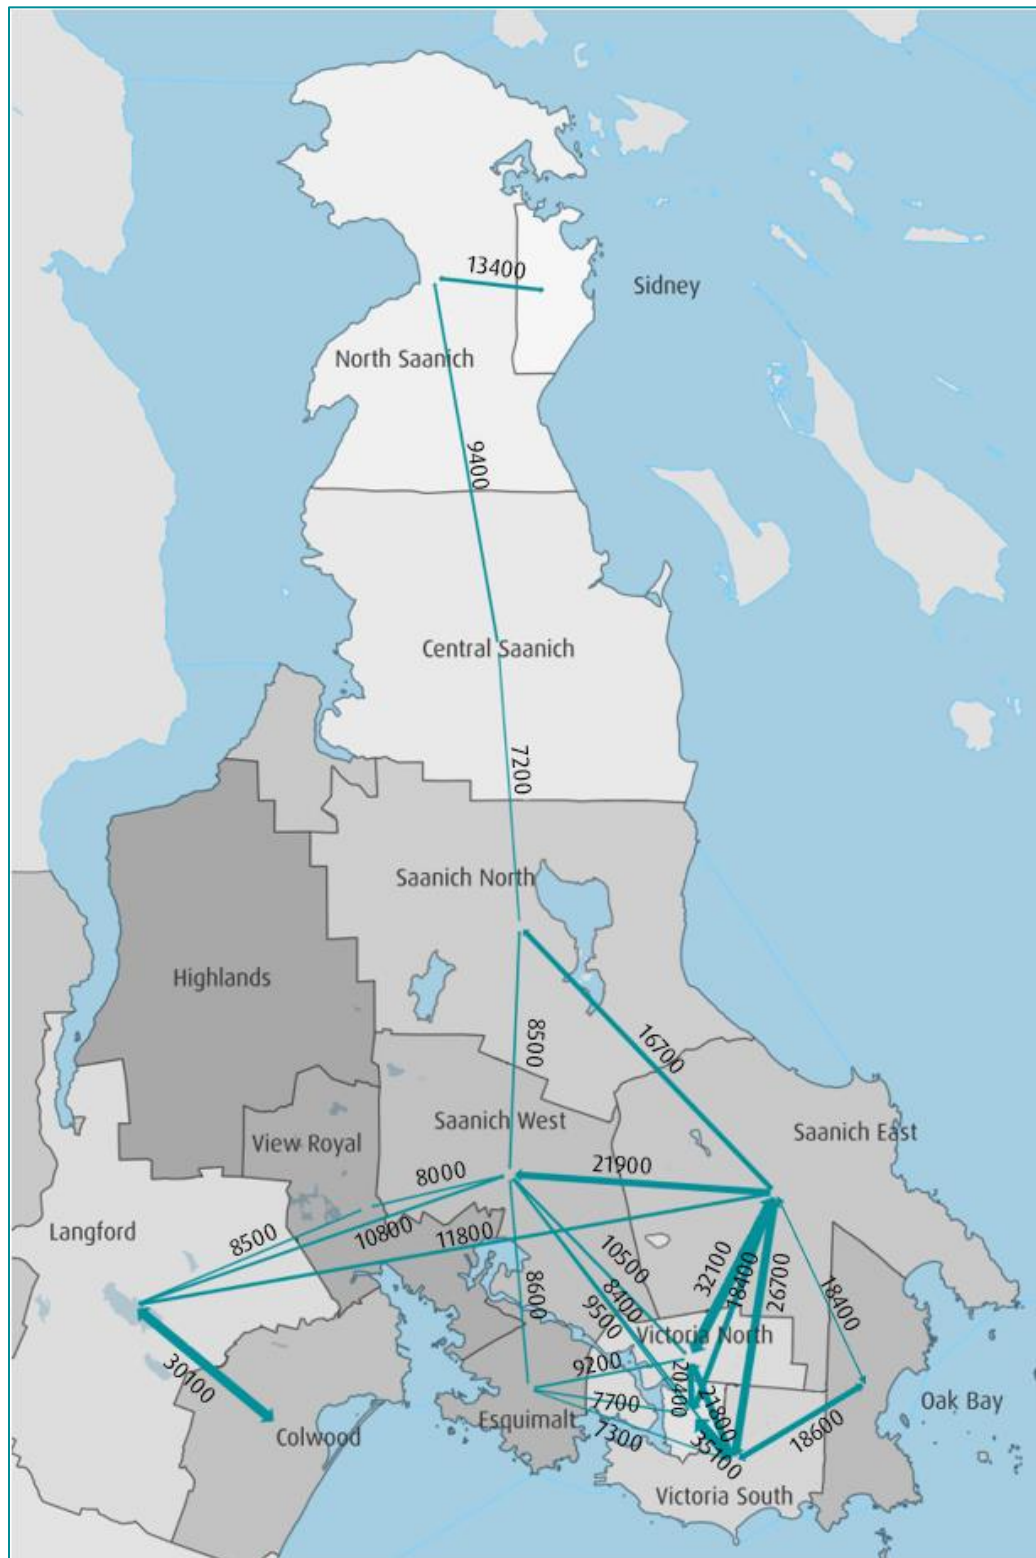 13400
Sidney
North Saanich
9400
Central Saanich
7200
Saanich North
Highlands
8500
16700
Saanich West
Saanich East
View Royal
21900
8000
Langford
8500
10800
11800
10500
32100
18400
26700
8600
8400
18400
9500
Victoria North
30100
9200
20400
21800
Oak Bay
7700
Esquimalt
Colwood
7300
35100
18600
Victoria South